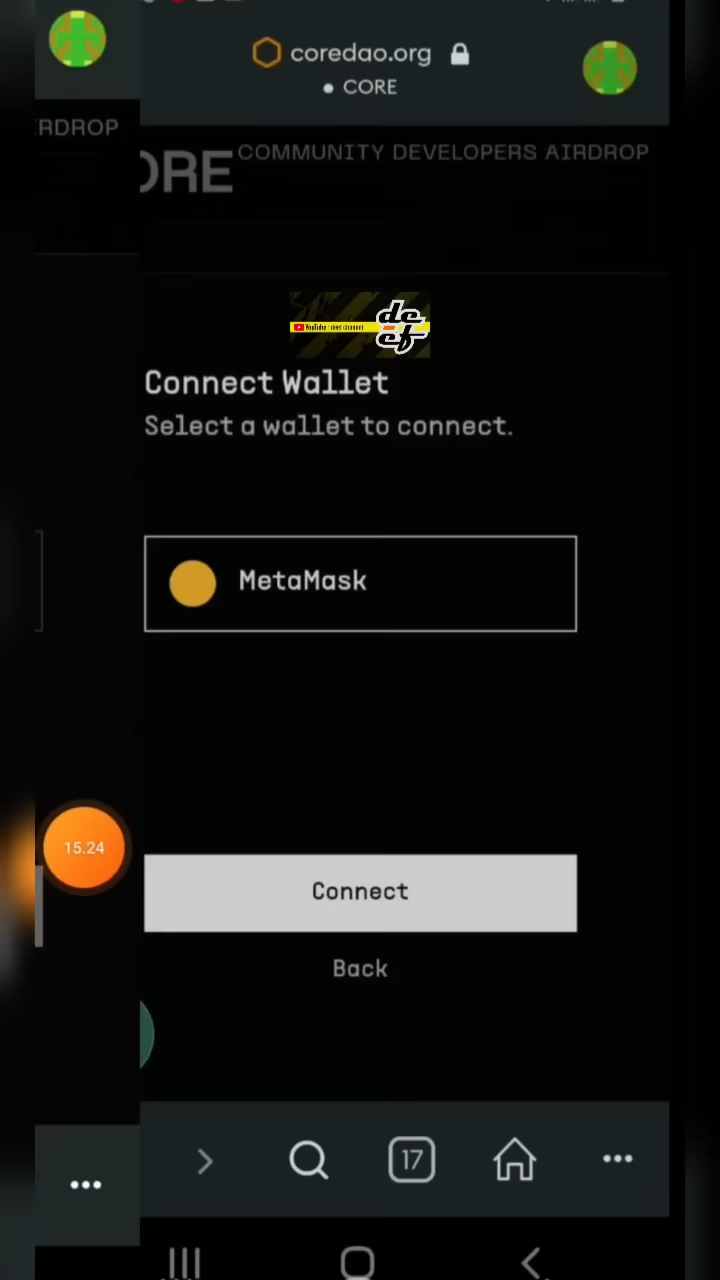 coredao.org
CORE
RDROP
ORE
COMMUNITY DEVELOPERS AIRDROP
Connect Wallet
Select a wallet to connect.
MetaMask
15.24
Connect
Back
17